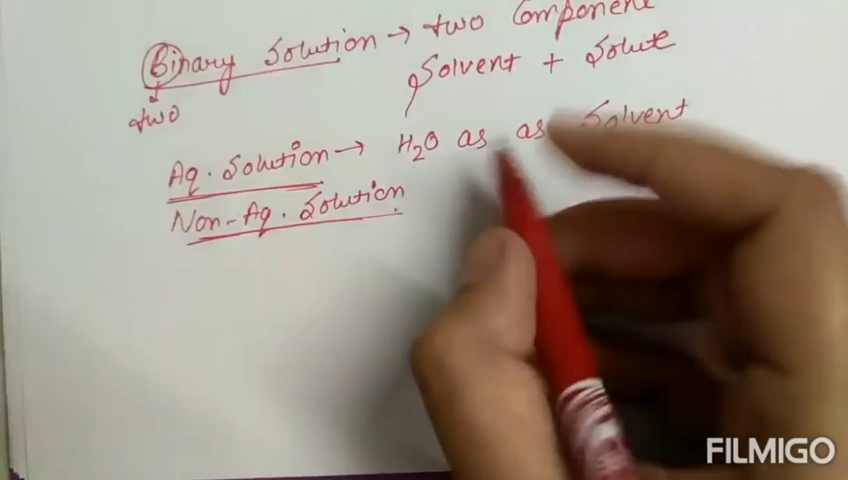 Binary Solution → two Component
two
Solvent + Solute
Aq. Solution → H₂O as as Solvent
Non-Aq. Solution
FILMIGO